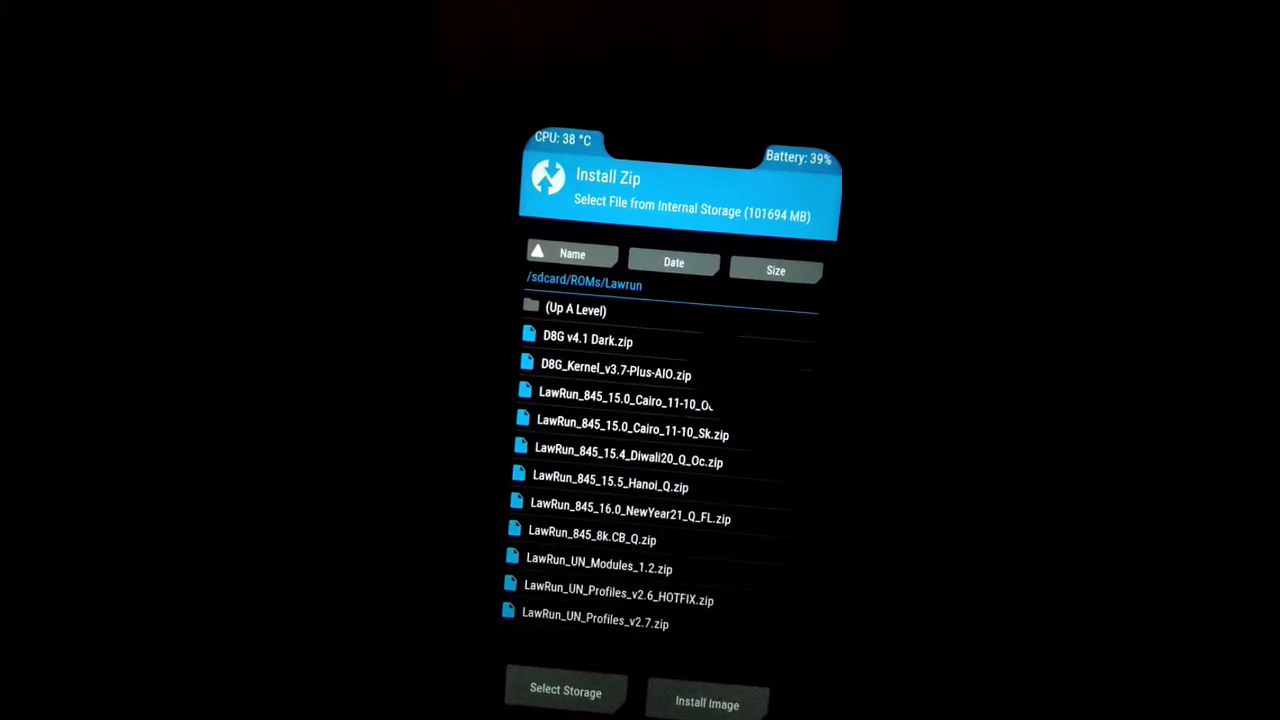 CPU: 38 °C
Battery: 39%
Install Zip
Select File from Internal Storage (101694 MB)
Name
Date
Size
/sdcard/ROMs/Lawrun
(Up A Level)
D8G v4.1 Dark.zip
D8G_Kernel_v3.7-Plus-AIO.zip
LawRun_845_15.0_Cairo_11-10_Oc
LawRun_845_15.0_Cairo_11-10_Sk.zip
LawRun_845_15.4_Diwali20_Q_Oc.zip
LawRun_845_15.5_Hanoi_Q.zip
LawRun_845_16.0_NewYear21_Q_FL.zip
LawRun_845_8k.CB_Q.zip
LawRun_UN_Modules_1.2.zip
LawRun_UN_Profiles_v2.6_HOTFIX.zip
LawRun_UN_Profiles_v2.7.zip
Select Storage
Install Image